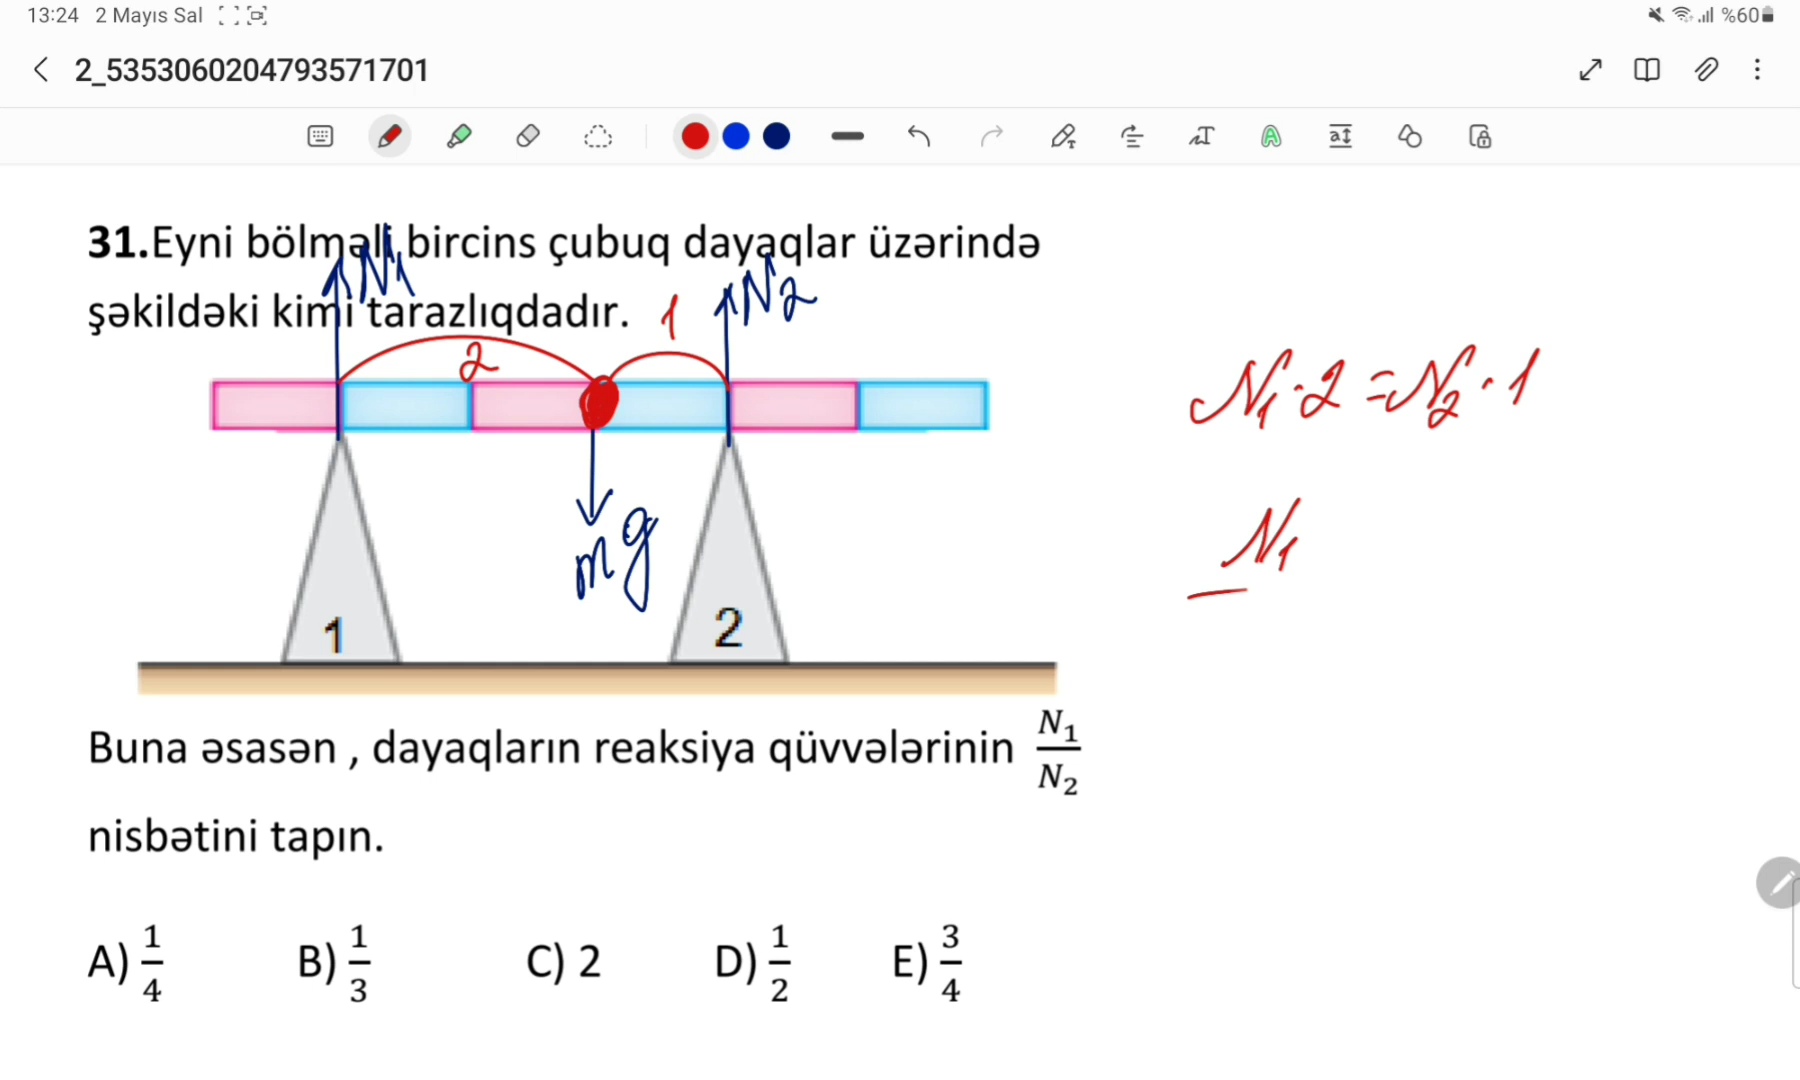 13:24 2 Mayıs Sal %60
2_5353060204793571701
31.Eyni bölməli bircins çubuq dayaqlar üzərində
şəkildəki kimi tarazlıqdadır.
N₁
N₂
2
1
mg
1
2
N₁·2=N₂·1
N₁
Buna əsasən , dayaqların reaksiya qüvvələrinin N₁/N₂
nisbətini tapın.
A) 1/4 B) 1/3 C) 2 D) 1/2 E) 3/4